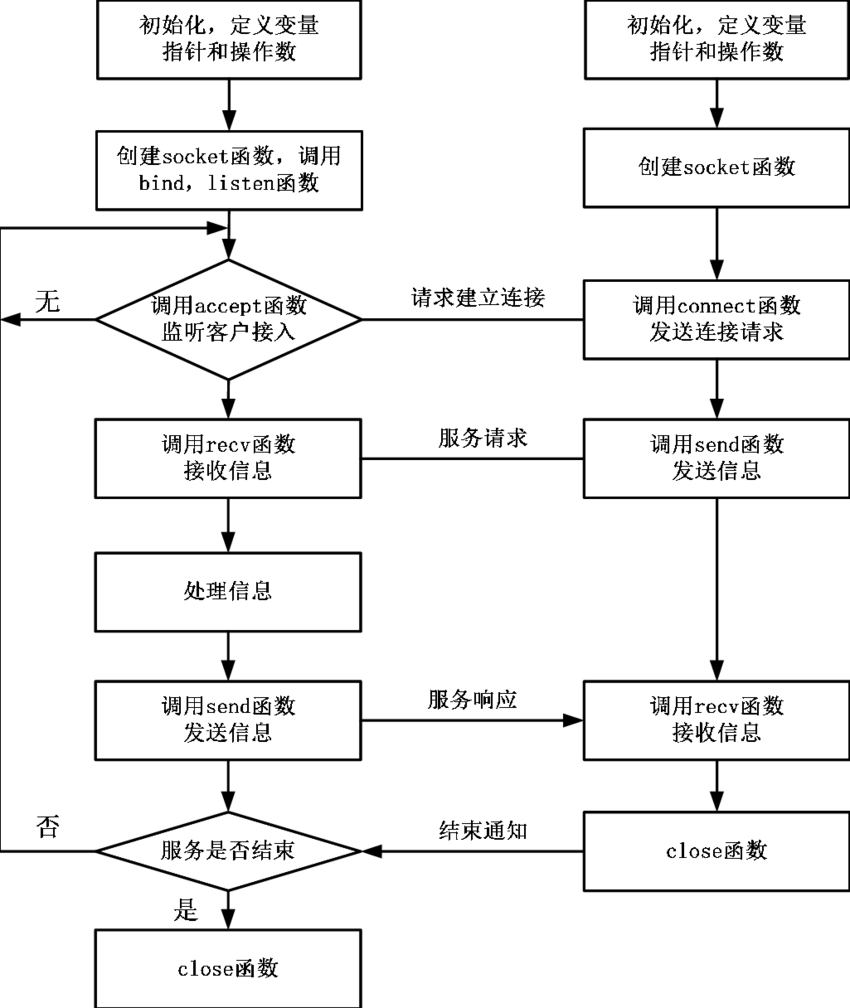 初始化，定义变量
指针和操作数
初始化，定义变量
指针和操作数
创建socket函数，调用
bind，listen函数
创建socket函数
无
调用accept函数
监听客户接入
请求建立连接
调用connect函数
发送连接请求
调用recv函数
接收信息
服务请求
调用send函数
发送信息
处理信息
调用send函数
发送信息
服务响应
调用recv函数
接收信息
否
服务是否结束
结束通知
close函数
是
close函数